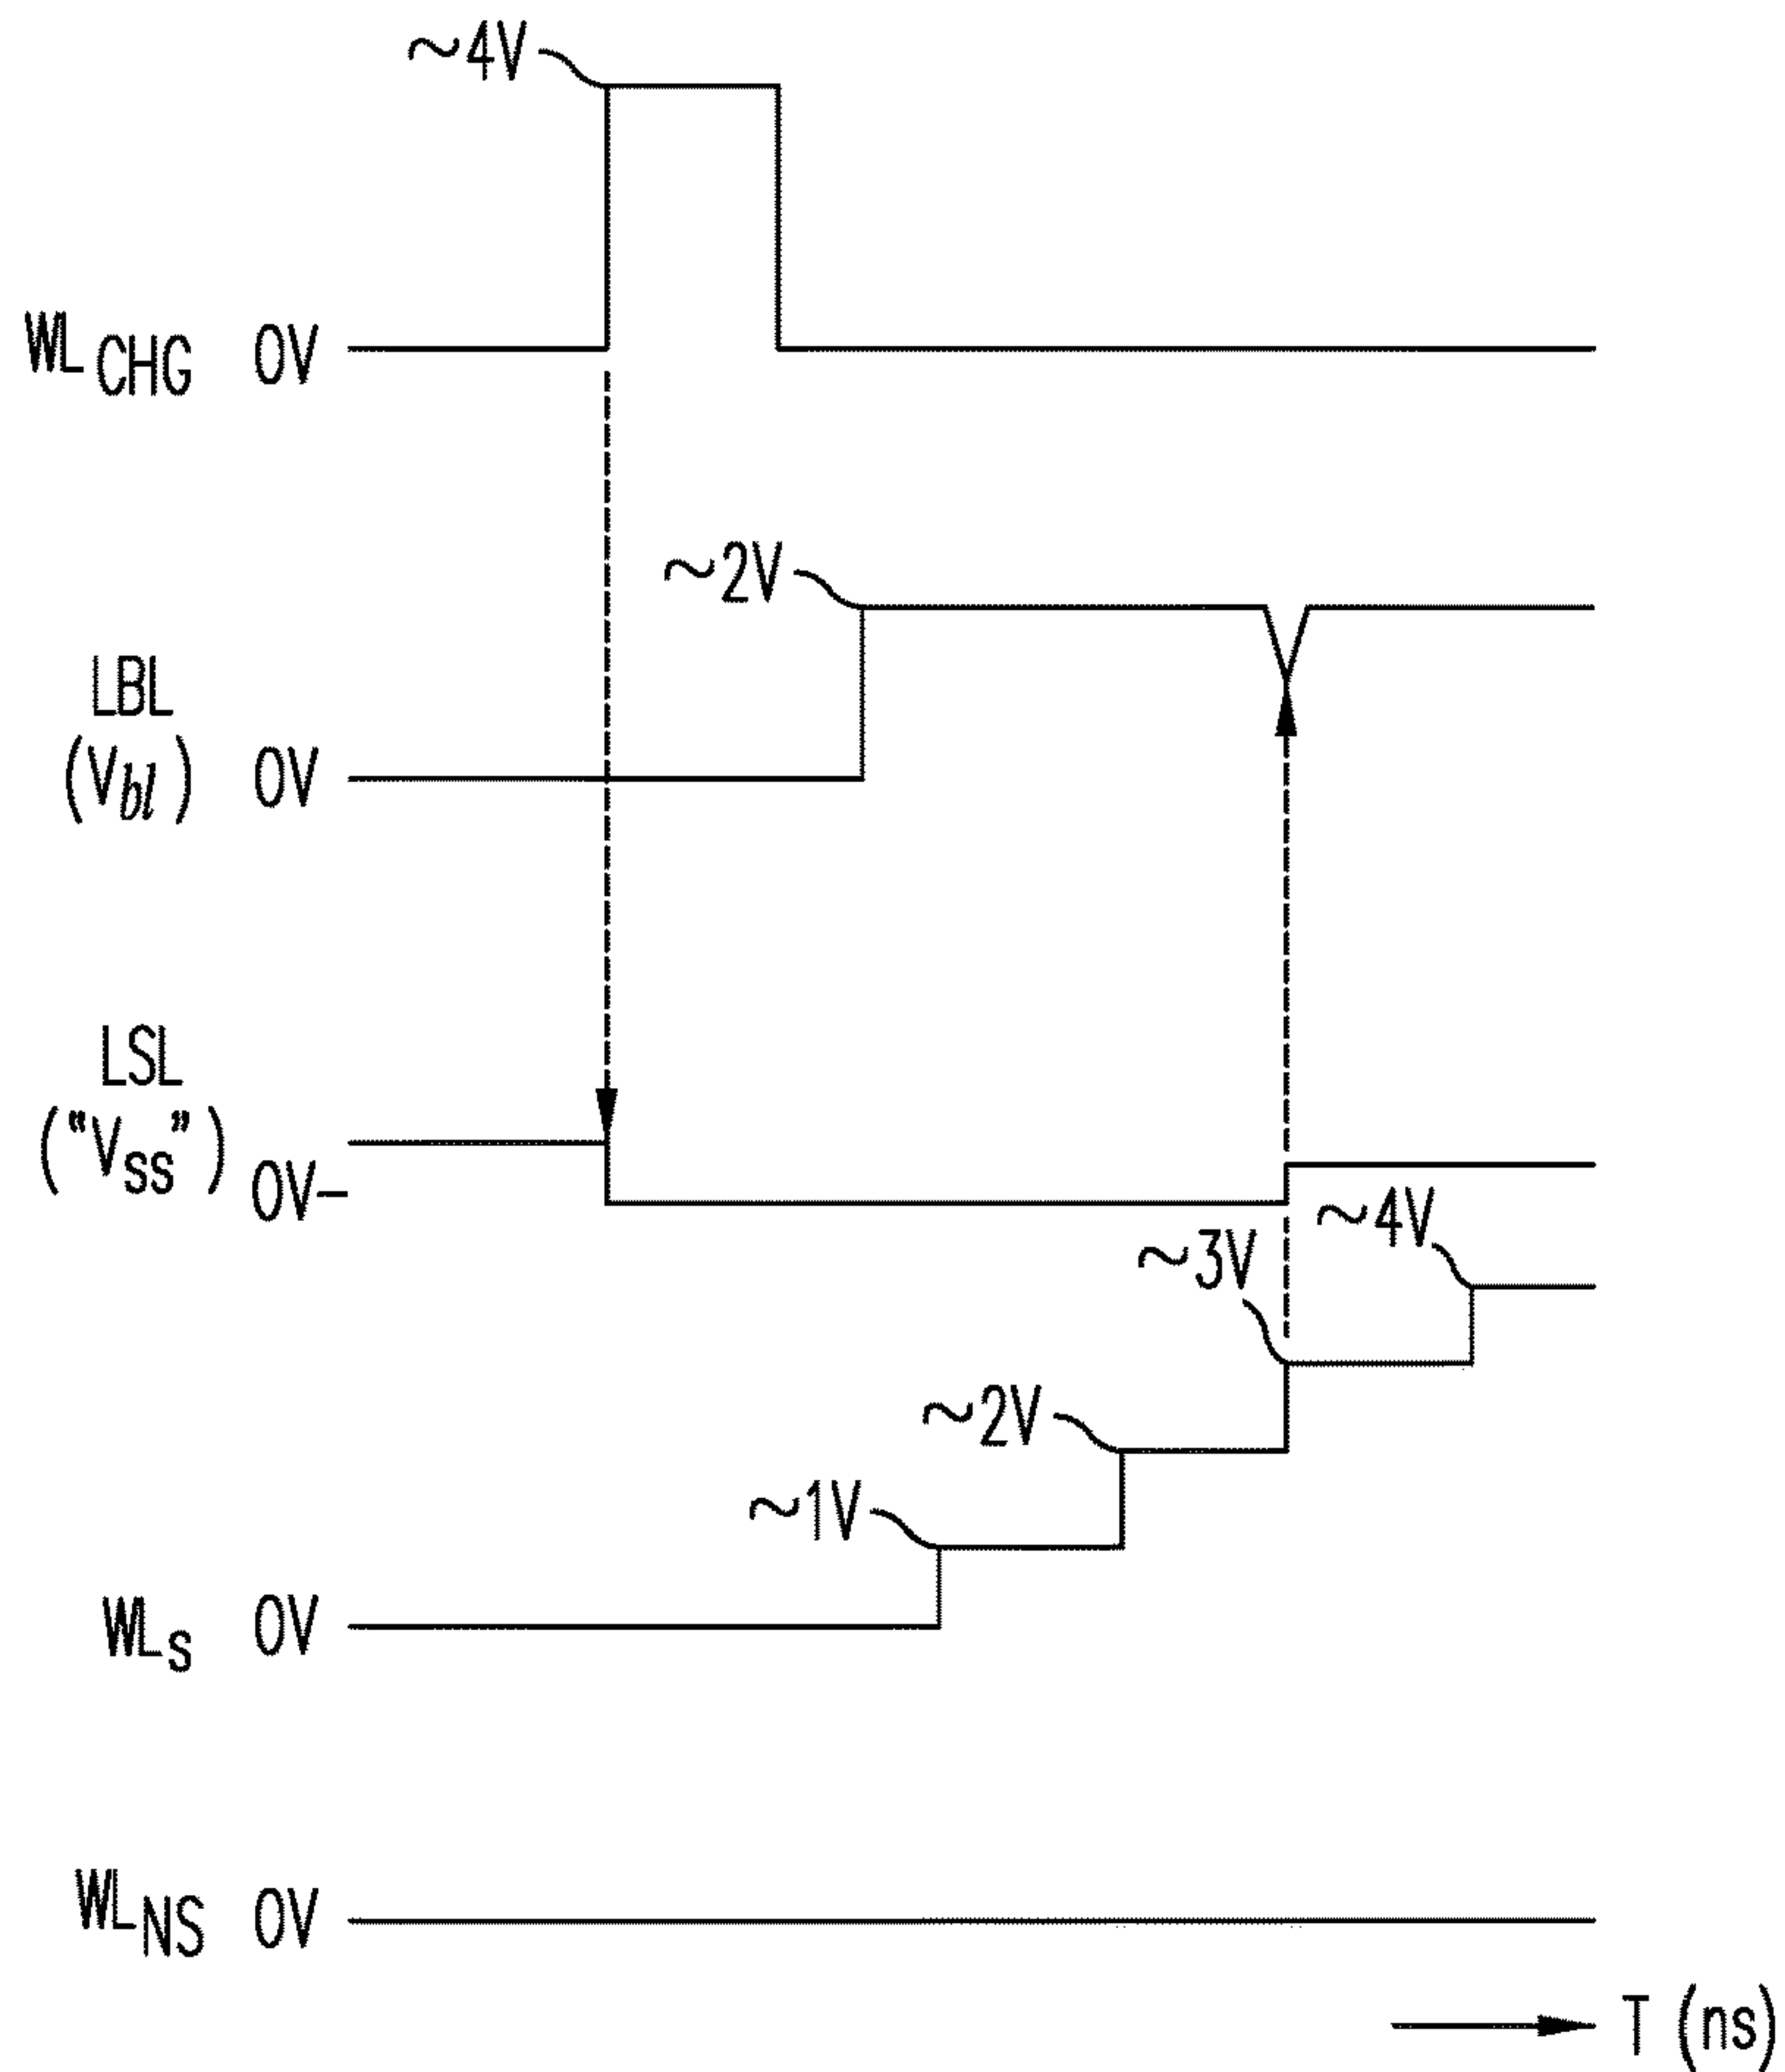 ~4V
WLCHG 0V
~2V
LBL
(Vbl) 0V
LSL
("Vss") 0V-
~4V
~3V
~2V
~1V
WLS 0V
WLNS 0V
T (ns)